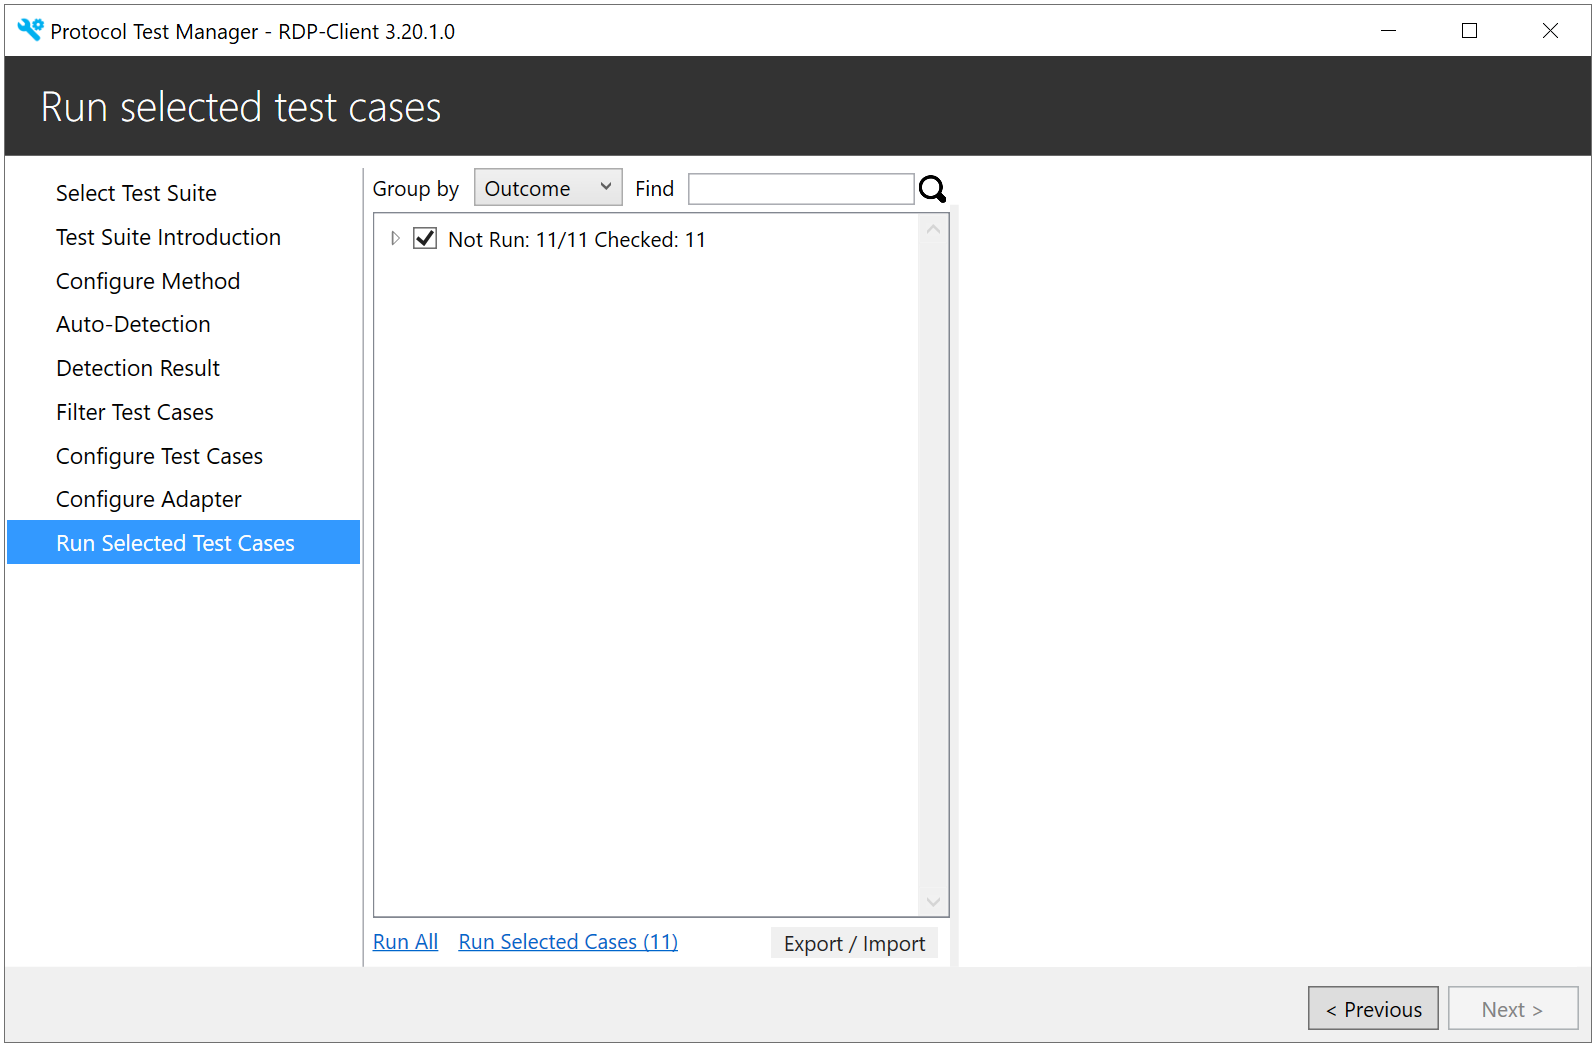 Protocol Test Manager - RDP-Client 3.20.1.0
Run selected test cases
Select Test Suite
Test Suite Introduction
Configure Method
Auto-Detection
Detection Result
Filter Test Cases
Configure Test Cases
Configure Adapter
Run Selected Test Cases
Group by Outcome Find
Not Run: 11/11 Checked: 11
Run All Run Selected Cases (11) Export / Import
< Previous Next >